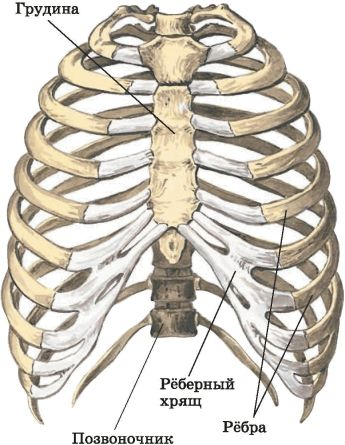 Грудина
Рёберный
хрящ
Рёбра
Позвоночник